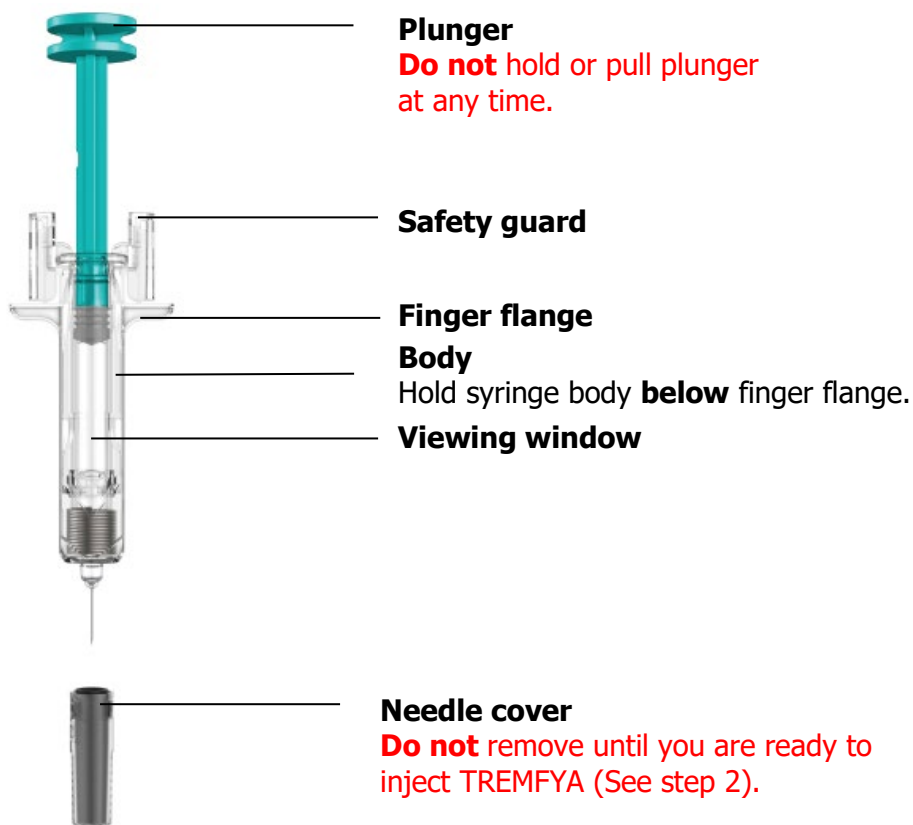 Plunger
Do not hold or pull plunger
at any time.
Safety guard
Finger flange
Body
Hold syringe body below finger flange.
Viewing window
Needle cover
Do not remove until you are ready to
inject TREMFYA (See step 2).